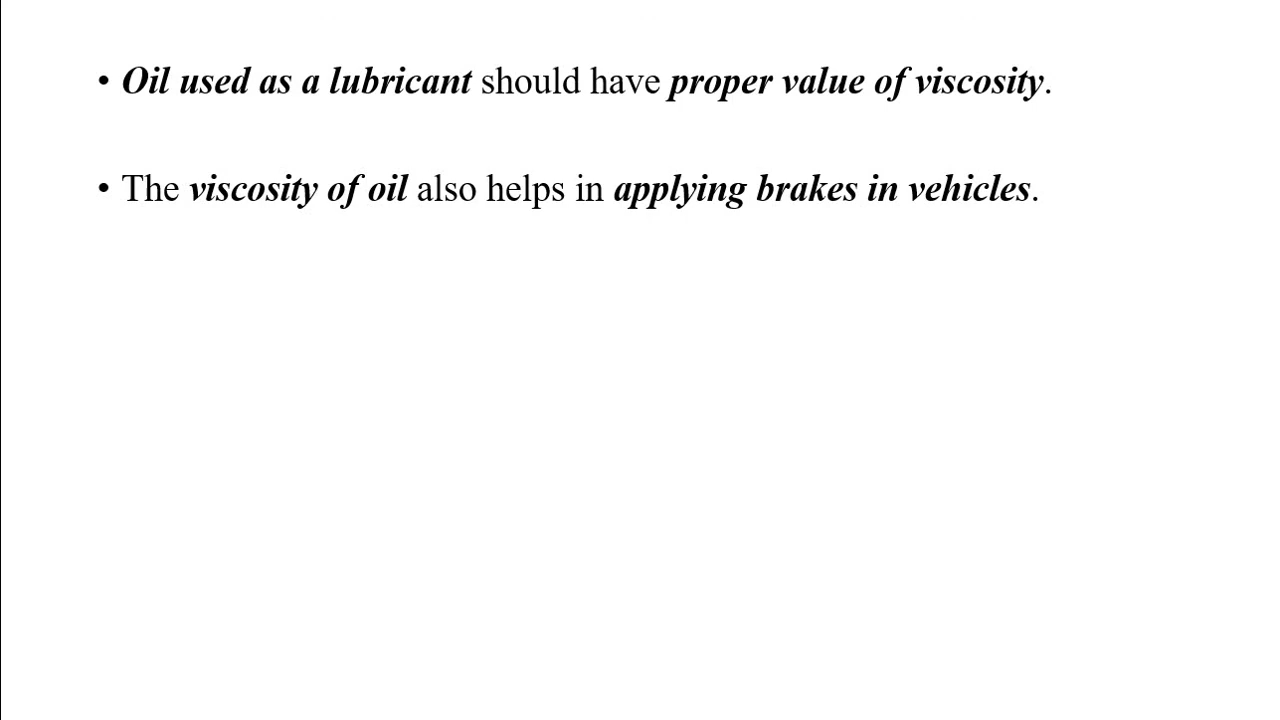 • Oil used as a lubricant should have proper value of viscosity.
• The viscosity of oil also helps in applying brakes in vehicles.